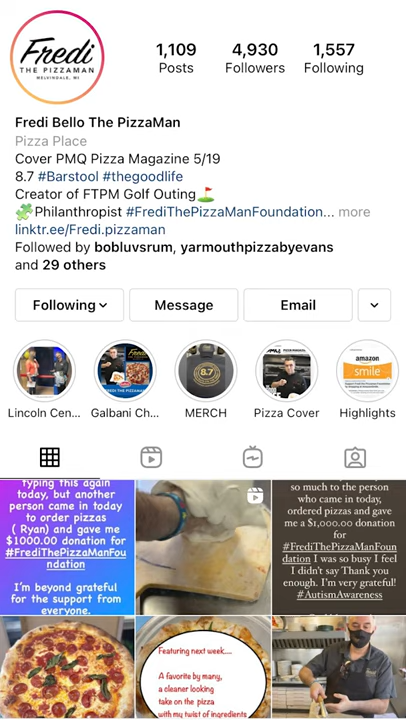 Fredi
THE PIZZAMAN
MELVINDALE, MI
1,109
Posts
4,930
Followers
1,557
Following
Fredi Bello The PizzaMan
Pizza Place
Cover PMQ Pizza Magazine 5/19
8.7 #Barstool #thegoodlife
Creator of FTPM Golf Outing⛳
🧩Philanthropist #FrediThePizzaManFoundation... more
linktr.ee/Fredi.pizzaman
Followed by bobluvsrum, yarmouthpizzabyevans
and 29 others
Following
Message
Email
Fredi
8.7
amazon
smile
Lincoln Cen...
Galbani Ch...
MERCH
Pizza Cover
Highlights
typing this again
today, but another
person came in today
to order pizzas
( Ryan) and gave me
$1000.00 donation for
#FrediThePizzaManFou
ndation
I'm beyond grateful
for the support from
everyone.
so much to the person
who came in today,
ordered pizzas and gave
me a $1,000.00 donation
for
#FrediThePizzaManFoun
dation I was so busy I feel
I didn't say Thank you
enough. I'm very grateful!
#AutismAwareness
Featuring next week....
A favorite by many,
a cleaner looking
take on the pizza
with my twist of ingredients